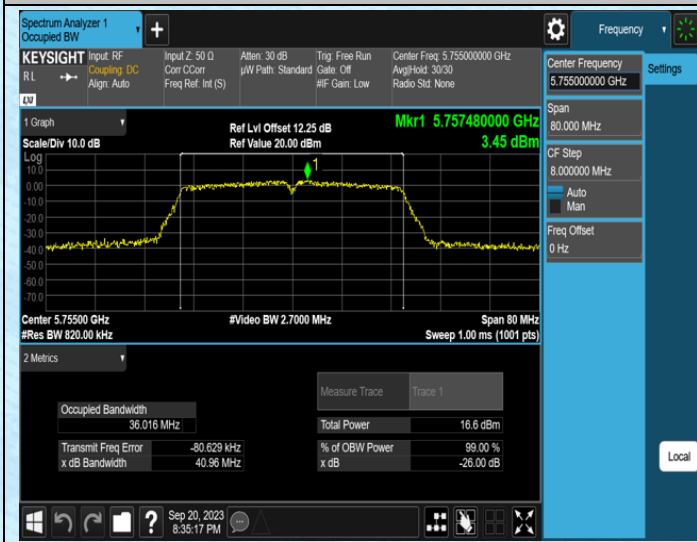 Spectrum Analyzer 1
Occupied BW
Frequency
KEYSIGHT
R L
LXI
Input: RF
Coupling: DC
Align: Auto
Input Z: 50 Ω
Corr CCorr
Freq Ref: Int (S)
Atten: 30 dB
µW Path: Standard
Trig: Free Run
Gate: Off
#IF Gain: Low
Center Freq: 5.755000000 GHz
Avg|Hold: 30/30
Radio Std: None
Center Frequency
5.755000000 GHz
Settings
Span
80.000 MHz
CF Step
8.000000 MHz
Auto
Man
Freq Offset
0 Hz
1 Graph
Scale/Div 10.0 dB
Ref Lvl Offset 12.25 dB
Ref Value 20.00 dBm
Mkr1 5.757480000 GHz
3.45 dBm
Log
10.0
0.00
-10.0
-20.0
-30.0
-40.0
-50.0
-60.0
-70.0
1
Center 5.75500 GHz
#Res BW 820.00 kHz
#Video BW 2.7000 MHz
Span 80 MHz
Sweep 1.00 ms (1001 pts)
2 Metrics
Measure Trace
Trace 1
Occupied Bandwidth
36.016 MHz
Total Power
16.6 dBm
Transmit Freq Error
-80.629 kHz
% of OBW Power
99.00 %
x dB Bandwidth
40.96 MHz
x dB
-26.00 dB
Local
?
Sep 20, 2023
8:35:17 PM